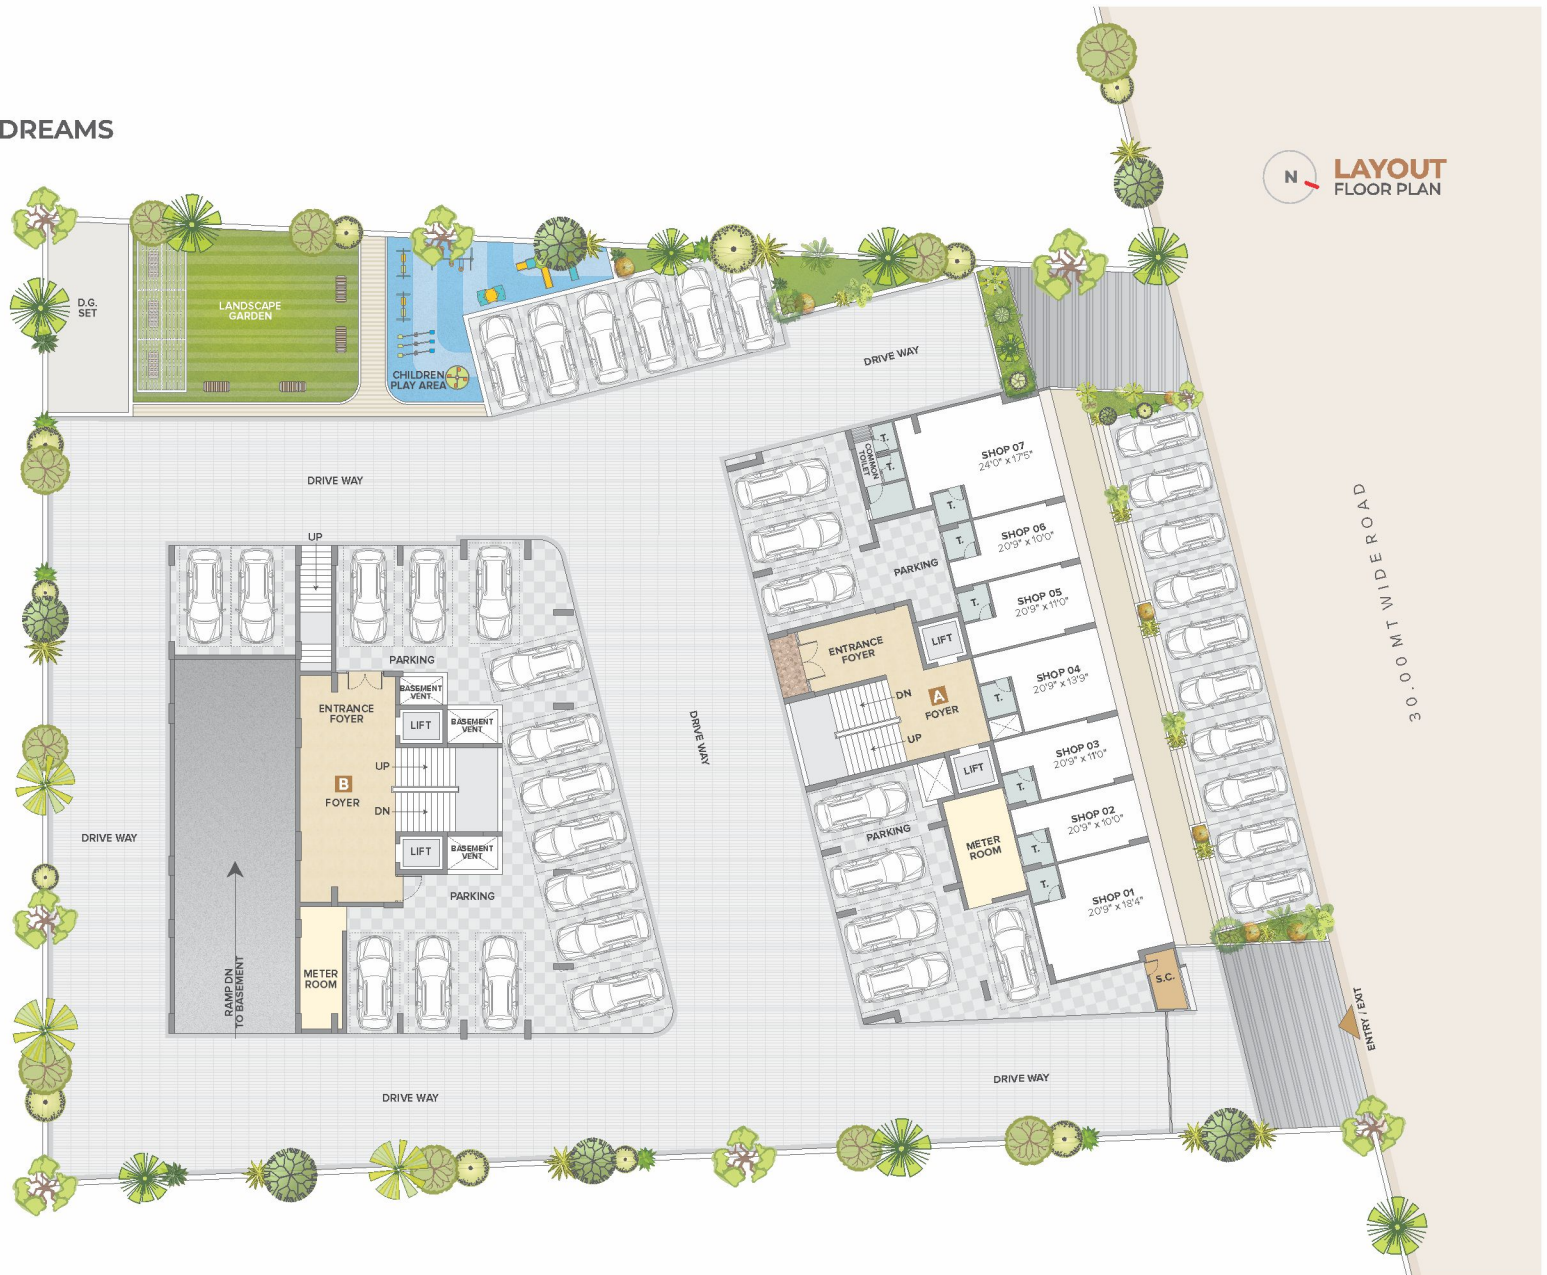 DREAMS
N
LAYOUT
FLOOR PLAN
D.G.
SET
LANDSCAPE
GARDEN
CHILDREN
PLAY AREA
DRIVE WAY
DRIVE WAY
UP
COMMON
TOILET
T.
T.
T.
SHOP 07
24'0" x 17'5"
T.
SHOP 06
20'9" x 10'0"
PARKING
T.
SHOP 05
20'9" x 11'0"
LIFT
ENTRANCE
FOYER
T.
SHOP 04
20'9" x 13'9"
DN
A
FOYER
UP
LIFT
T.
SHOP 03
20'9" x 11'0"
PARKING
METER
ROOM
T.
SHOP 02
20'9" x 10'0"
T.
SHOP 01
20'9" x 18'4"
S.C.
30.00 MT WIDE ROAD
ENTRY / EXIT
DRIVE WAY
PARKING
BASEMENT
VENT
ENTRANCE
FOYER
LIFT
BASEMENT
VENT
UP
B
FOYER
DN
LIFT
BASEMENT
VENT
PARKING
DRIVE WAY
RAMP DN
TO BASEMENT
METER
ROOM
DRIVE WAY
DRIVE WAY